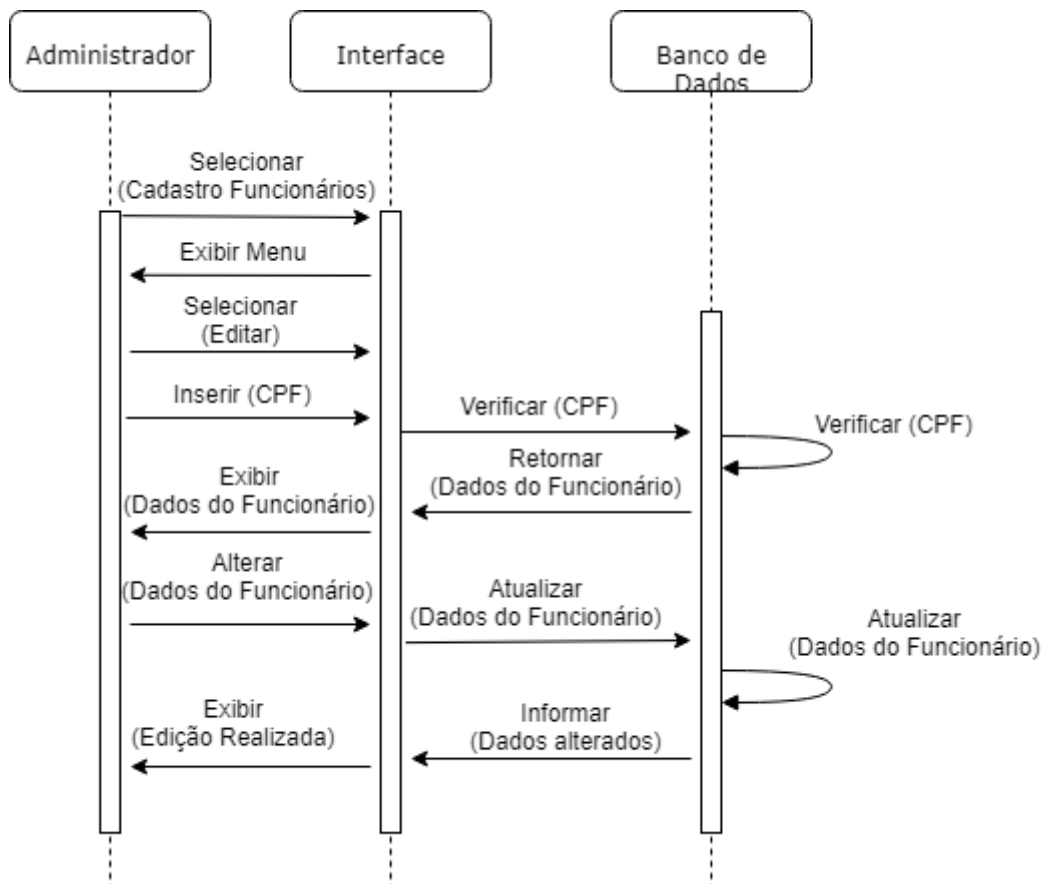 Administrador
Interface
Banco de
Dados
Selecionar
(Cadastro Funcionários)
Exibir Menu
Selecionar
(Editar)
Inserir (CPF)
Verificar (CPF)
Verificar (CPF)
Retornar
(Dados do Funcionário)
Exibir
(Dados do Funcionário)
Alterar
(Dados do Funcionário)
Atualizar
(Dados do Funcionário)
Atualizar
(Dados do Funcionário)
Informar
(Dados alterados)
Exibir
(Edição Realizada)